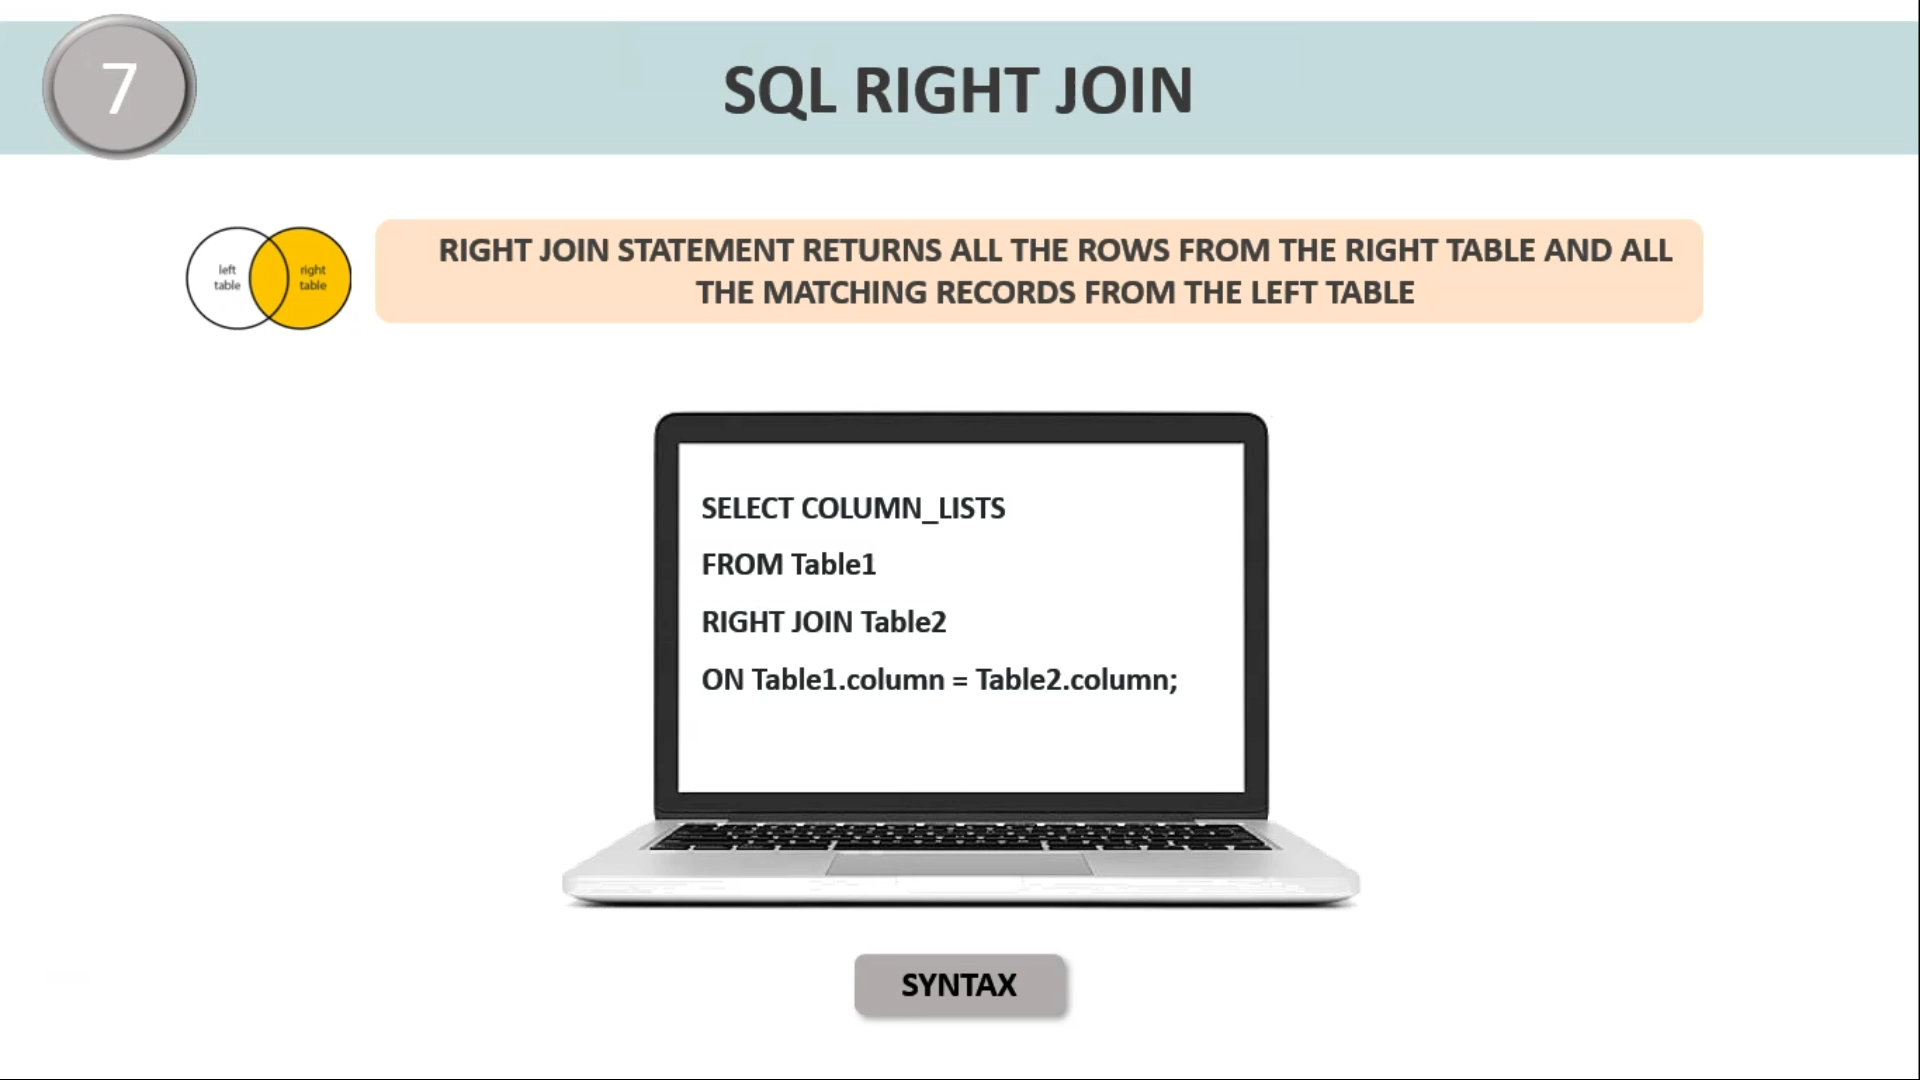 7
SQL RIGHT JOIN
left
table
right
table
RIGHT JOIN STATEMENT RETURNS ALL THE ROWS FROM THE RIGHT TABLE AND ALL
THE MATCHING RECORDS FROM THE LEFT TABLE
SELECT COLUMN_LISTS
FROM Table1
RIGHT JOIN Table2
ON Table1.column = Table2.column;
SYNTAX